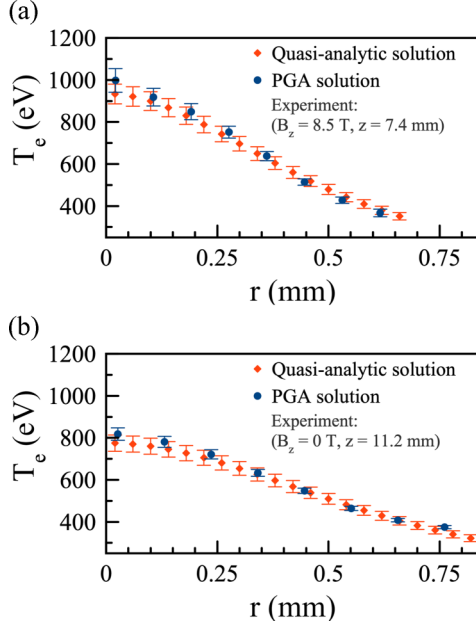 (a)
1200
1000
800
600
400
T_e (eV)
Quasi-analytic solution
PGA solution
Experiment:
(B_z = 8.5 T, z = 7.4 mm)
0 0.25 0.5 0.75
r (mm)
(b)
1200
1000
800
600
400
T_e (eV)
Quasi-analytic solution
PGA solution
Experiment:
(B_z = 0 T, z = 11.2 mm)
0 0.25 0.5 0.75
r (mm)